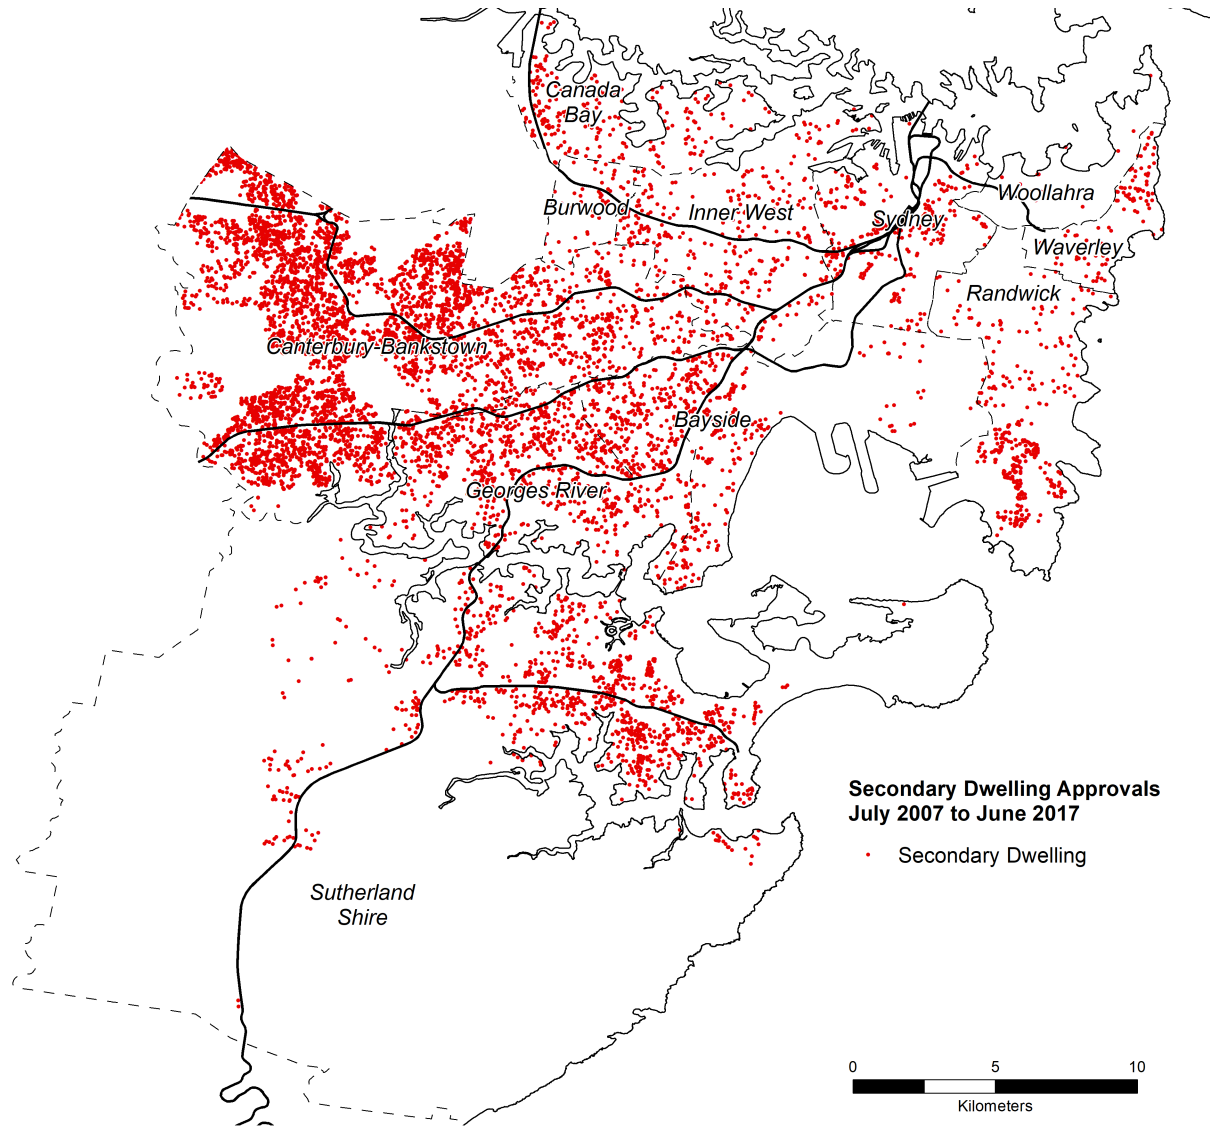 Canada
Bay
Woollahra
Burwood
Inner West
Sydney
Waverley
Randwick
Canterbury-Bankstown
Bayside
Georges River
Secondary Dwelling Approvals
July 2007 to June 2017
Secondary Dwelling
Sutherland
Shire
0 5 10
Kilometers